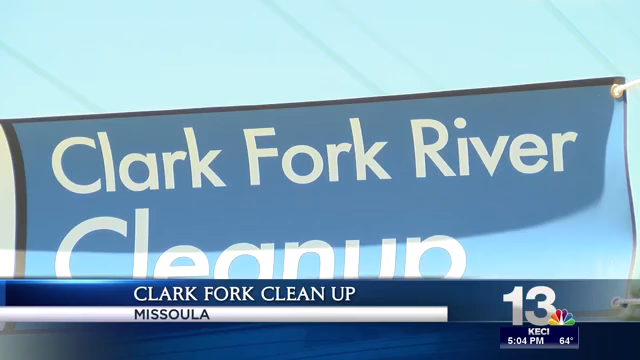 Clark Fork River
Cleanup
CLARK FORK CLEAN UP
MISSOULA
13
KECI
5:04 PM 64°